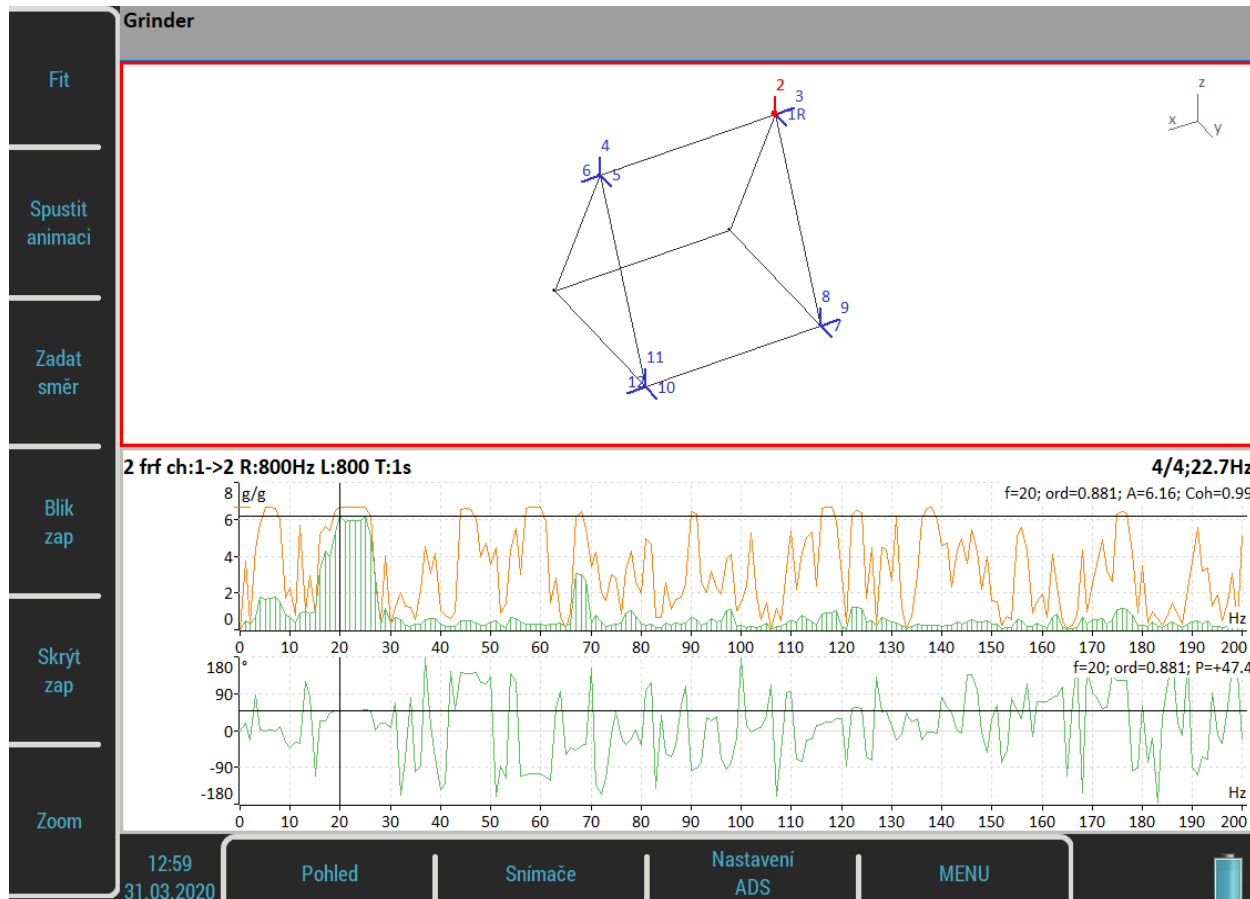 Grinder
Fit
Spustit
animaci
Zadat
směr
Blik
zap
Skrýt
zap
Zoom
2
3
1R
4
6
5
8
9
7
11
12
10
z
x
y
2 frf ch:1->2 R:800Hz L:800 T:1s
4/4;22.7Hz
8
g/g
f=20; ord=0.881; A=6.16; Coh=0.99
6
4
2
0
Hz
0 10 20 30 40 50 60 70 80 90 100 110 120 130 140 150 160 170 180 190 200
180
°
f=20; ord=0.881; P=+47.4
90
0
-90
-180
Hz
0 10 20 30 40 50 60 70 80 90 100 110 120 130 140 150 160 170 180 190 200
12:59
31.03.2020
Pohled
Snímače
Nastavení
ADS
MENU